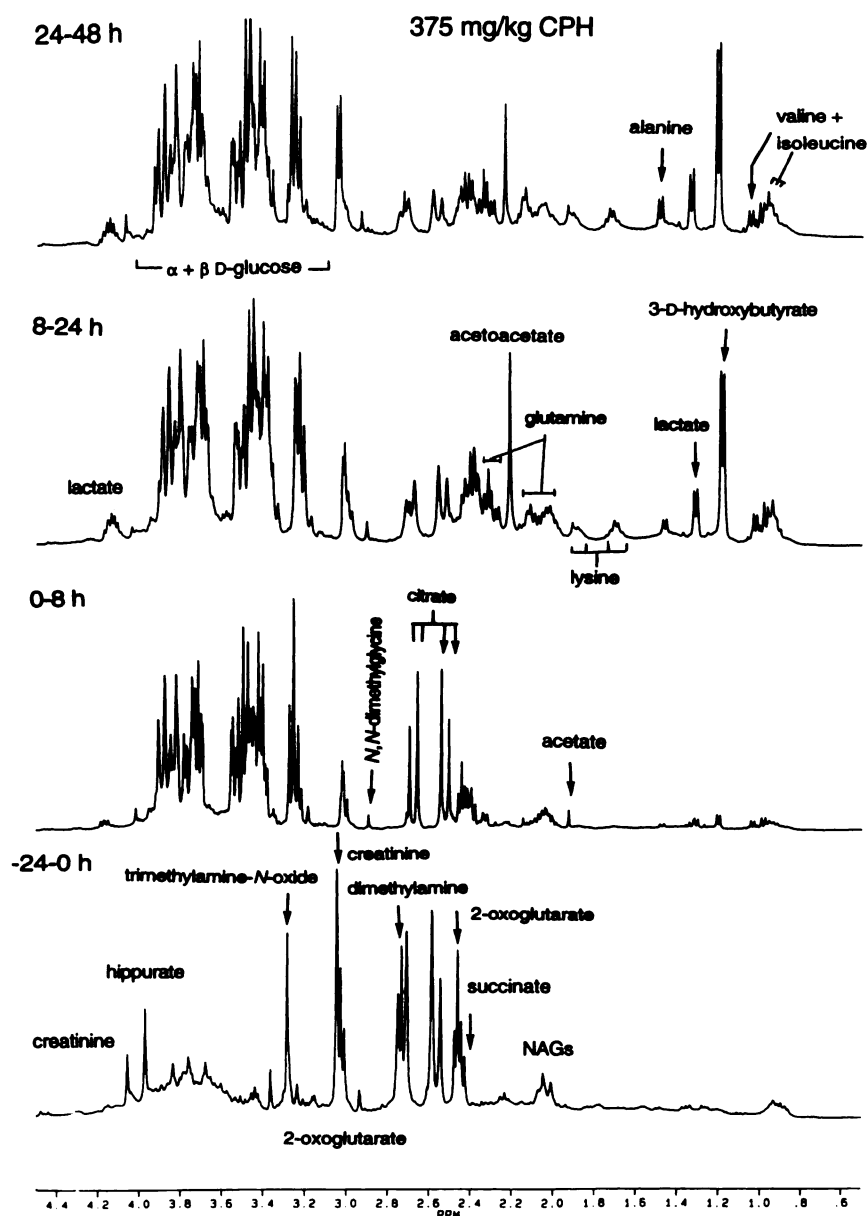 24-48 h
375 mg/kg CPH
alanine
valine +
isoleucine
α + β D-glucose
8-24 h
3-D-hydroxybutyrate
acetoacetate
glutamine
lactate
lactate
lysine
0-8 h
citrate
N,N-dimethylglycine
acetate
-24-0 h
creatinine
trimethylamine-N-oxide
dimethylamine
2-oxoglutarate
hippurate
succinate
creatinine
NAGs
2-oxoglutarate
4.4 4.2 4.0 3.8 3.6 3.4 3.2 3.0 2.8 2.6 2.4 2.2 2.0 1.8 1.6 1.4 1.2 1.0 .8 .6
PPM